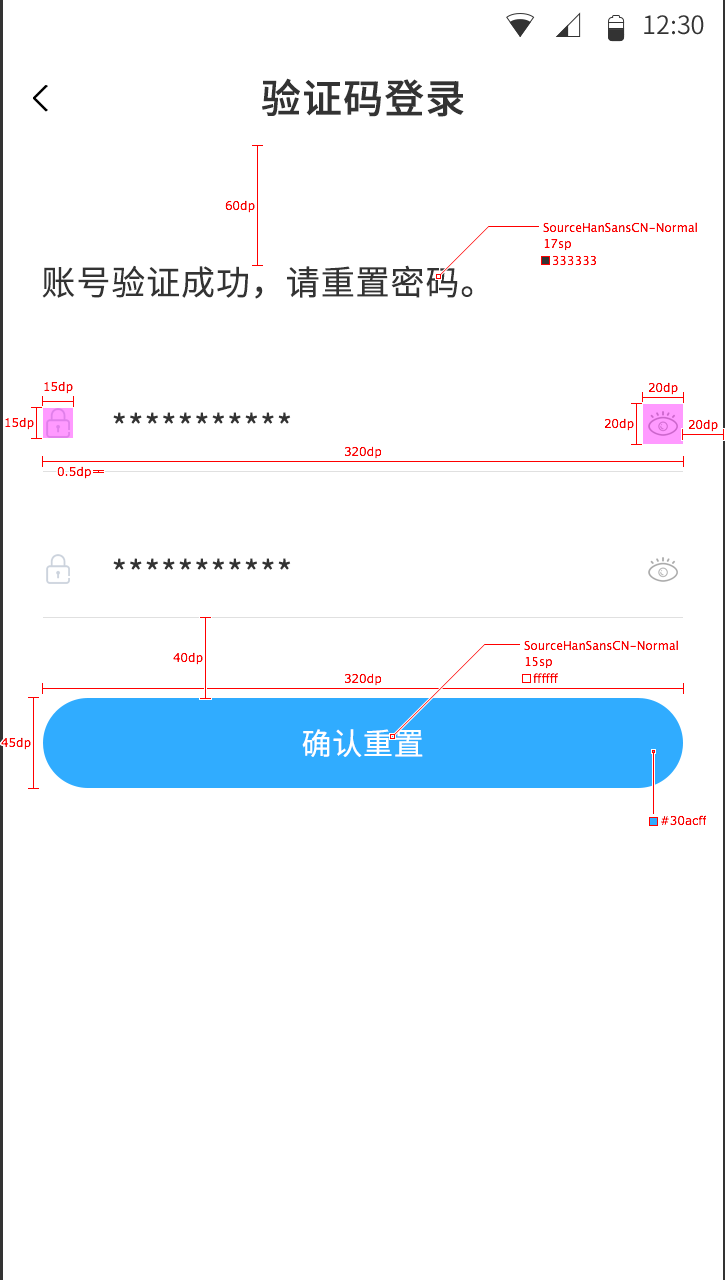 12:30
验证码登录
60dp
SourceHanSansCN-Normal
17sp
333333
账号验证成功，请重置密码。
15dp
20dp
15dp
***********
20dp
20dp
320dp
0.5dp
***********
40dp
SourceHanSansCN-Normal
15sp
ffffff
320dp
45dp
确认重置
#30acff